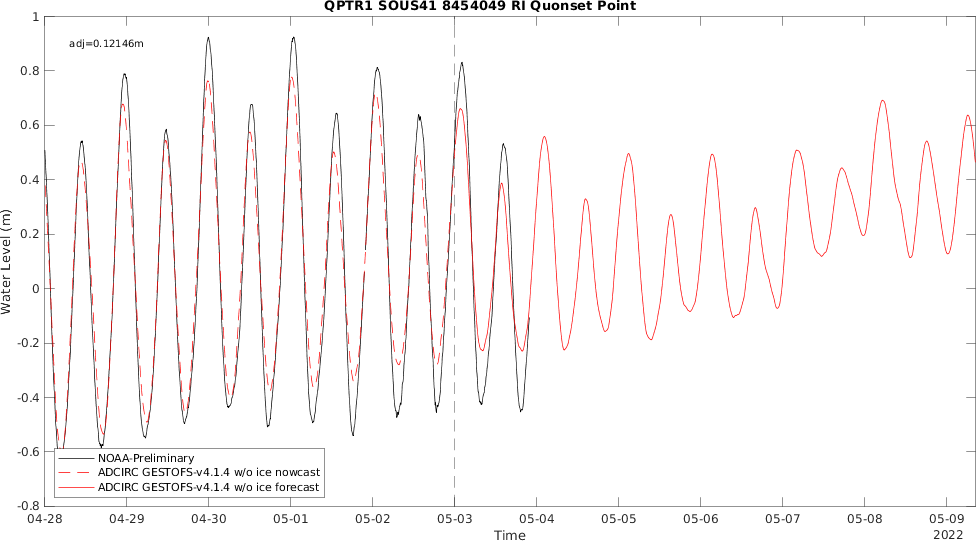 QPTR1 SOUS41 8454049 RI Quonset Point
adj=0.12146m
1
0.8
0.6
0.4
0.2
0
-0.2
-0.4
-0.6
-0.8
Water Level (m)
NOAA-Preliminary
ADCIRC GESTOFS-v4.1.4 w/o ice nowcast
ADCIRC GESTOFS-v4.1.4 w/o ice forecast
04-28 04-29 04-30 05-01 05-02 05-03 05-04 05-05 05-06 05-07 05-08 05-09
Time
2022